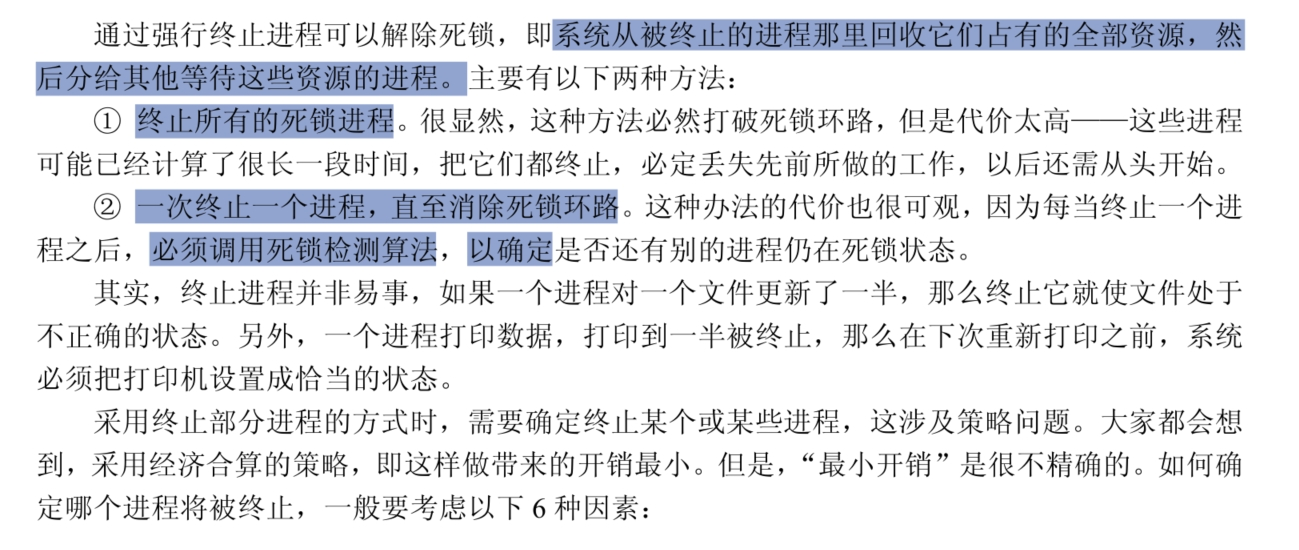 通过强行终止进程可以解除死锁，即系统从被终止的进程那里回收它们占有的全部资源，然
后分给其他等待这些资源的进程。主要有以下两种方法：
① 终止所有的死锁进程。很显然，这种方法必然打破死锁环路，但是代价太高——这些进程
可能已经计算了很长一段时间，把它们都终止，必定丢失先前所做的工作，以后还需从头开始。
② 一次终止一个进程，直至消除死锁环路。这种办法的代价也很可观，因为每当终止一个进
程之后，必须调用死锁检测算法，以确定是否还有别的进程仍在死锁状态。
其实，终止进程并非易事，如果一个进程对一个文件更新了一半，那么终止它就使文件处于
不正确的状态。另外，一个进程打印数据，打印到一半被终止，那么在下次重新打印之前，系统
必须把打印机设置成恰当的状态。
采用终止部分进程的方式时，需要确定终止某个或某些进程，这涉及策略问题。大家都会想
到，采用经济合算的策略，即这样做带来的开销最小。但是，“最小开销”是很不精确的。如何确
定哪个进程将被终止，一般要考虑以下 6 种因素：